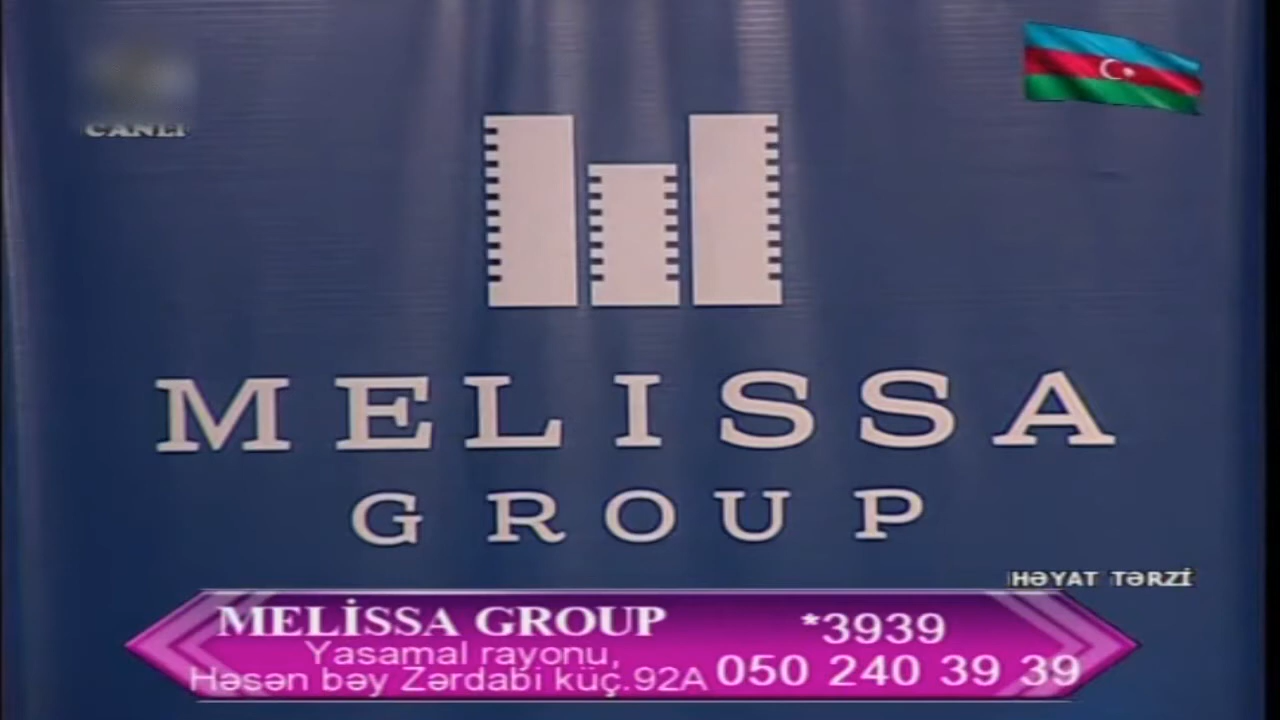 CANLI
MELISSA
GROUP
HƏYAT TƏRZİ
MELİSSA GROUP
*3939
Yasamal rayonu,
Həsən bəy Zərdabi küç.92A
050 240 39 39